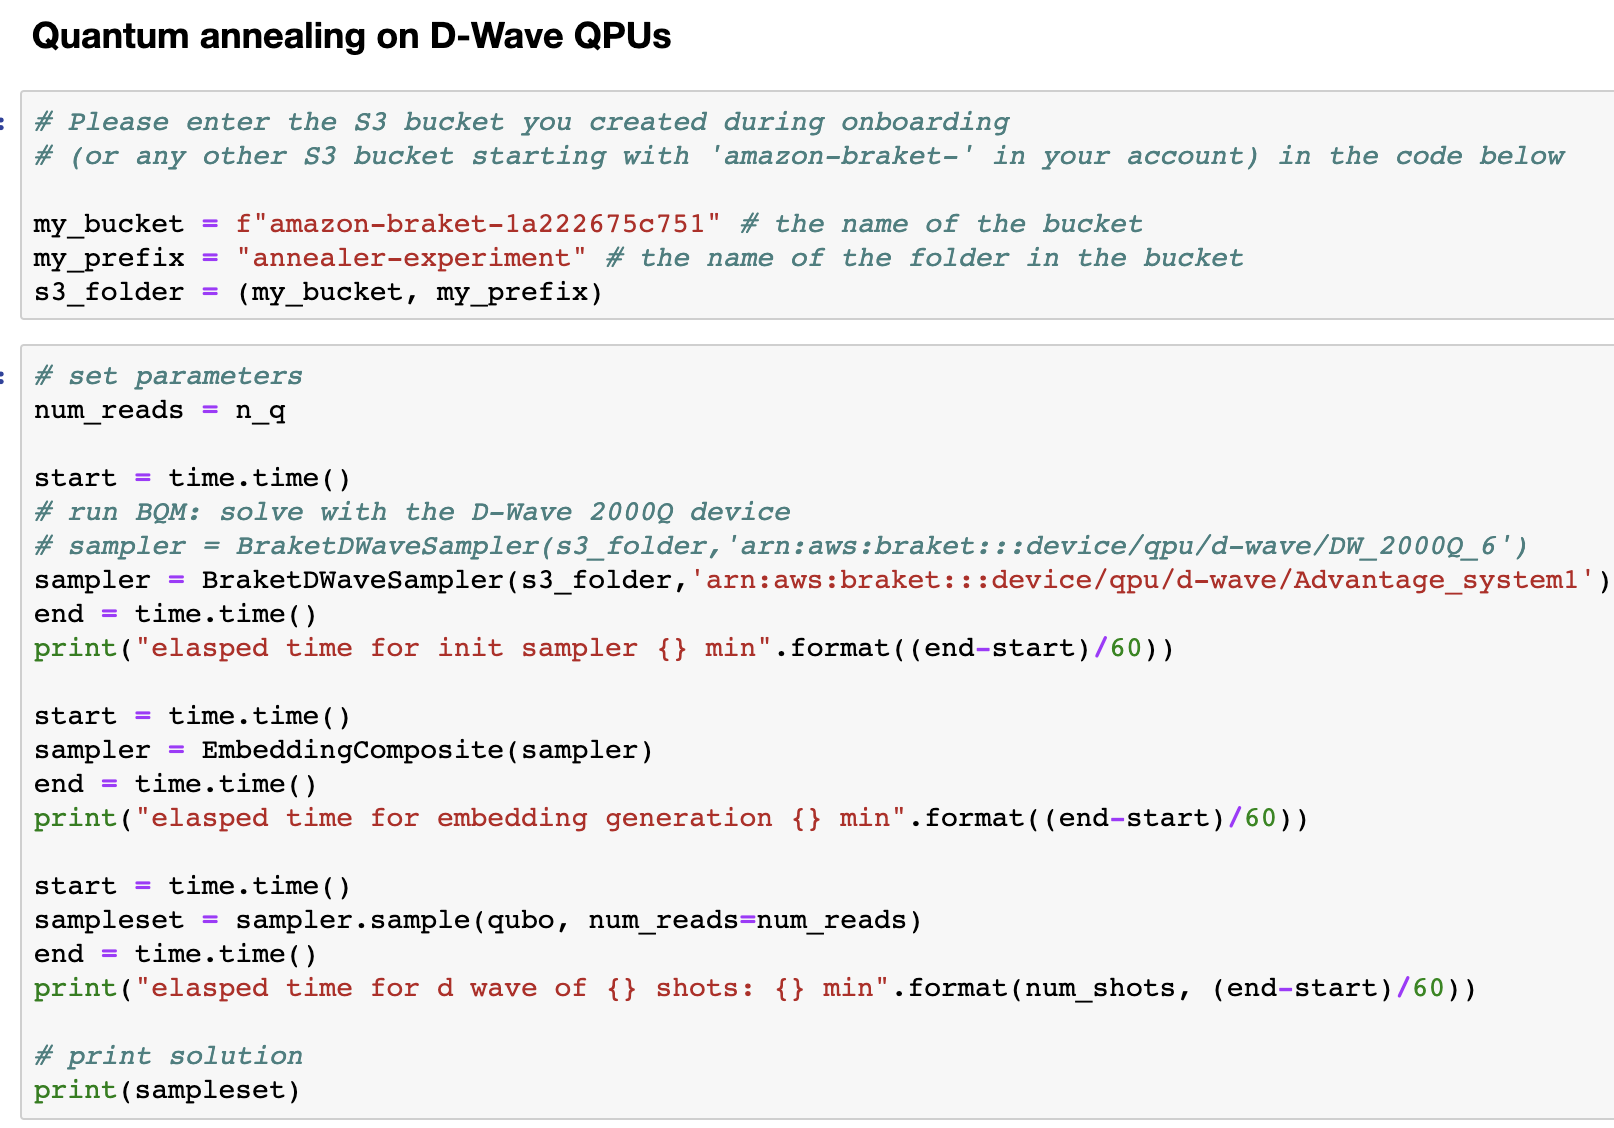 Quantum annealing on D-Wave QPUs
:
# Please enter the S3 bucket you created during onboarding
# (or any other S3 bucket starting with 'amazon-braket-' in your account) in the code below
my_bucket = f"amazon-braket-1a222675c751" # the name of the bucket
my_prefix = "annealer-experiment" # the name of the folder in the bucket
s3_folder = (my_bucket, my_prefix)
:
# set parameters
num_reads = n_q
start = time.time()
# run BQM: solve with the D-Wave 2000Q device
# sampler = BraketDWaveSampler(s3_folder,'arn:aws:braket:::device/qpu/d-wave/DW_2000Q_6')
sampler = BraketDWaveSampler(s3_folder,'arn:aws:braket:::device/qpu/d-wave/Advantage_system1')
end = time.time()
print("elasped time for init sampler {} min".format((end-start)/60))
start = time.time()
sampler = EmbeddingComposite(sampler)
end = time.time()
print("elasped time for embedding generation {} min".format((end-start)/60))
start = time.time()
sampleset = sampler.sample(qubo, num_reads=num_reads)
end = time.time()
print("elasped time for d wave of {} shots: {} min".format(num_shots, (end-start)/60))
# print solution
print(sampleset)